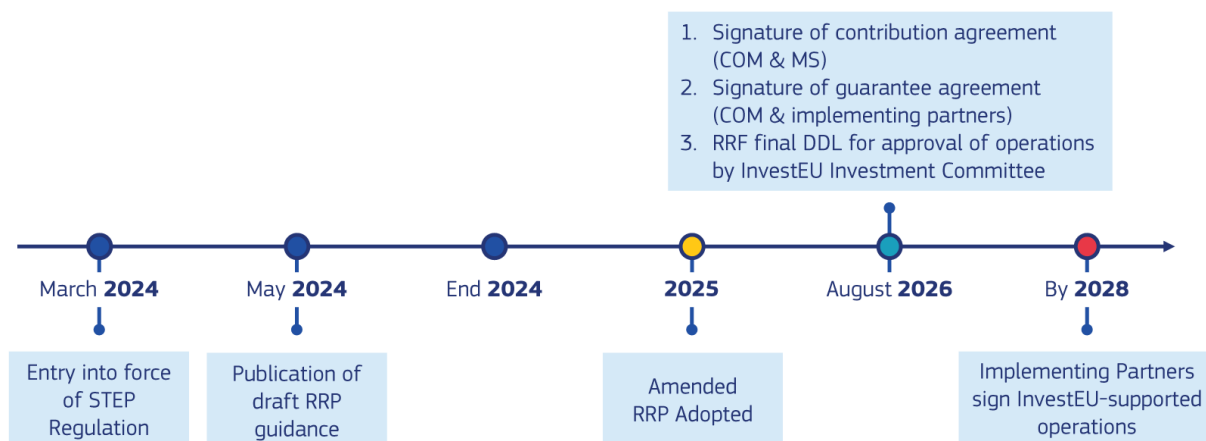 1. Signature of contribution agreement
(COM & MS)
2. Signature of guarantee agreement
(COM & implementing partners)
3. RRF final DDL for approval of operations
by InvestEU Investment Committee
March 2024
May 2024
End 2024
2025
August 2026
By 2028
Entry into force
of STEP
Regulation
Publication of
draft RRP
guidance
Amended
RRP Adopted
Implementing Partners
sign InvestEU-supported
operations